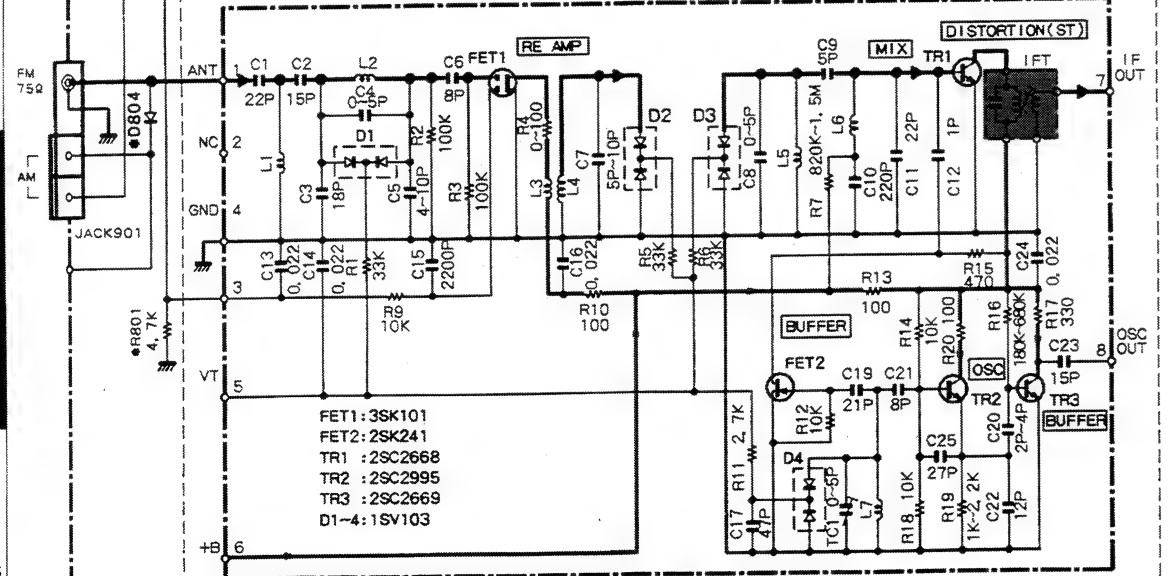 DISTORTION(ST)
RE AMP
MIX
C9
5P
TR1
IFT
IF
OUT
7
FM
75Ω
ANT
1
C1
22P
C2
15P
L2
C4
0~5P
C6
8P
FET1
●D804
R2
100K
R4
0~100
D1
D2
D3
C7
5P~10P
C8
0~5P
L5
820K~1, 5M
L6
22P
1P
NC
2
L1
AM
C3
18P
C5
4~10P
R3
100K
L3
L4
R7
C10
220P
C11
C12
GND
4
JACK901
C13
0, 022
C14
0, 022
R1
33K
C15
2200P
C16
0, 022
R5
33K
R6
33K
R15
470
C24
0, 022
3
R9
10K
R10
100
R13
100
●R801
4, 7K
BUFFER
R14
10K
R20
100
R16
180K~680K
R17
330
OSC
OUT
C23
15P
8
VT
5
FET2
C19
21P
C21
8P
OSC
TR2
TR3
BUFFER
R12
10K
C20
2P~4P
FET1:3SK101
FET2:2SK241
TR1 :2SC2668
TR2 :2SC2995
TR3 :2SC2669
D1~4:1SV103
R11
2, 7K
D4
C25
27P
C17
47P
TC1
0~5P
L7
R18
10K
R19
1K~2, 2K
C22
12P
+B
6